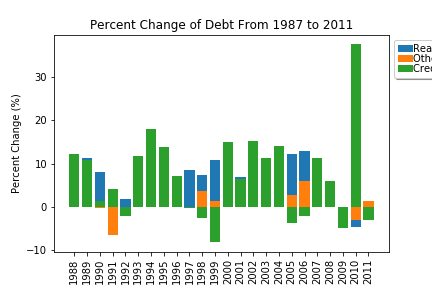 Percent Change of Debt From 1987 to 2011
Rea
Othe
Cred
Percent Change (%)
30
20
10
0
−10
1988 1989 1990 1991 1992 1993 1994 1995 1996 1997 1998 1999 2000 2001 2002 2003 2004 2005 2006 2007 2008 2009 2010 2011